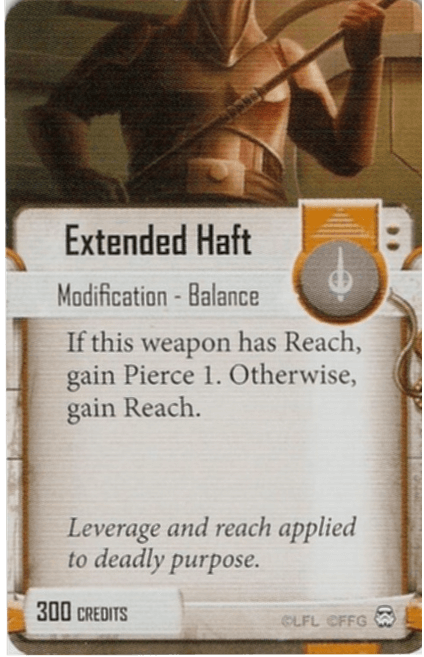 Extended Haft
Modification - Balance
If this weapon has Reach,
gain Pierce 1. Otherwise,
gain Reach.
Leverage and reach applied
to deadly purpose.
300 CREDITS
©LFL ©FFG